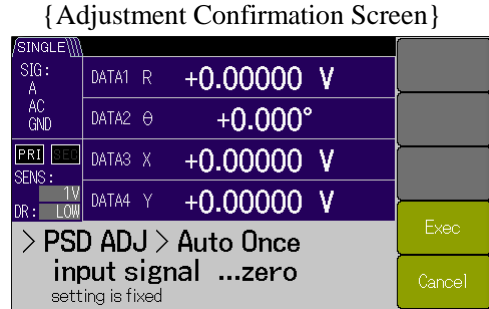 {Adjustment Confirmation Screen}
SINGLE
SIG:
A
AC
GND
DATA1 R +0.00000 V
DATA2 θ +0.000°
DATA3 X +0.00000 V
DATA4 Y +0.00000 V
PRI SEC
SENS:
1V
DR: LOW
> PSD ADJ > Auto Once
input signal ...zero
setting is fixed
Exec
Cancel